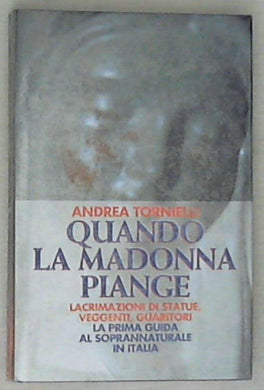 ANDREA TORNIELLI
QUANDO
LA MADONNA
PIANGE
LACRIMAZIONI DI STATUE,
VEGGENTI, GUARITORI
LA PRIMA GUIDA
AL SOPRANNATURALE
IN ITALIA